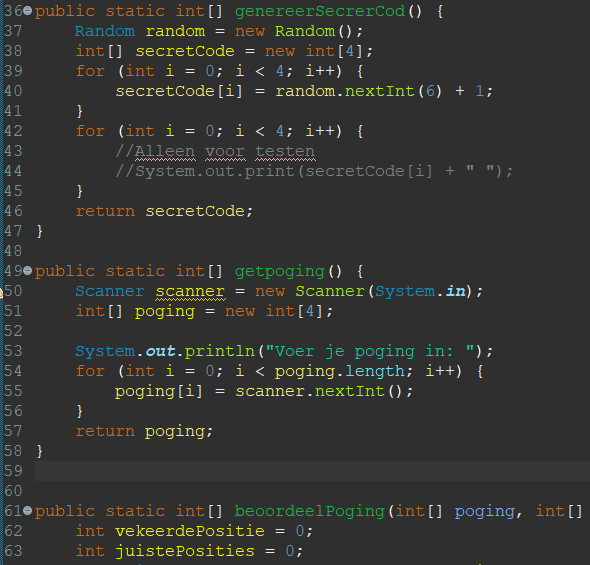 36 public static int[] genereerSecrerCod() {
37 Random random = new Random();
38 int[] secretCode = new int[4];
39 for (int i = 0; i < 4; i++) {
40 secretCode[i] = random.nextInt(6) + 1;
41 }
42 for (int i = 0; i < 4; i++) {
43 //Alleen voor testen
44 //System.out.print(secretCode[i] + " ");
45 }
46 return secretCode;
47 }
48
49 public static int[] getpoging() {
50 Scanner scanner = new Scanner(System.in);
51 int[] poging = new int[4];
52
53 System.out.println("Voer je poging in: ");
54 for (int i = 0; i < poging.length; i++) {
55 poging[i] = scanner.nextInt();
56 }
57 return poging;
58 }
59
60
61 public static int[] beoordeelPoging(int[] poging, int[]
62 int vekeerdePositie = 0;
63 int juistePosities = 0;